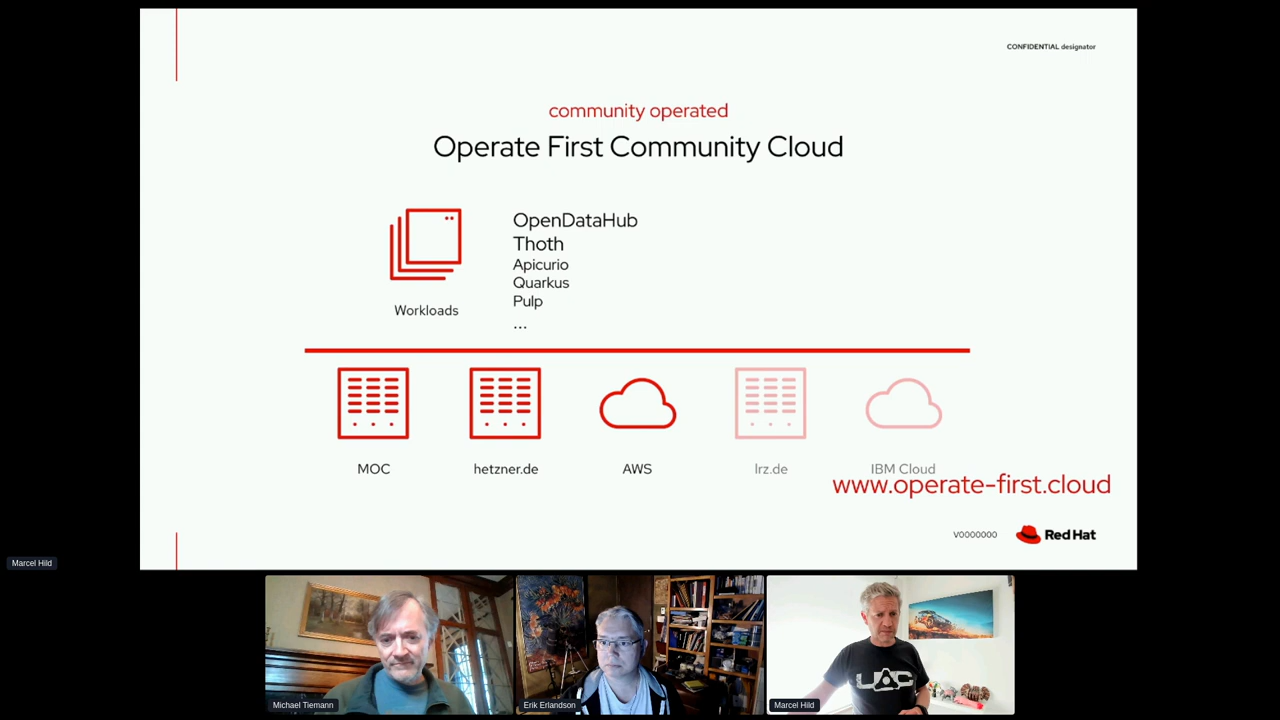 CONFIDENTIAL designator
community operated
Operate First Community Cloud
OpenDataHub
Thoth
Apicurio
Quarkus
Pulp
...
Workloads
MOC
hetzner.de
AWS
lrz.de
IBM Cloud
www.operate-first.cloud
V0000000
Red Hat
Marcel Hild
Michael Tiemann
Erik Erlandson
Marcel Hild
UAC